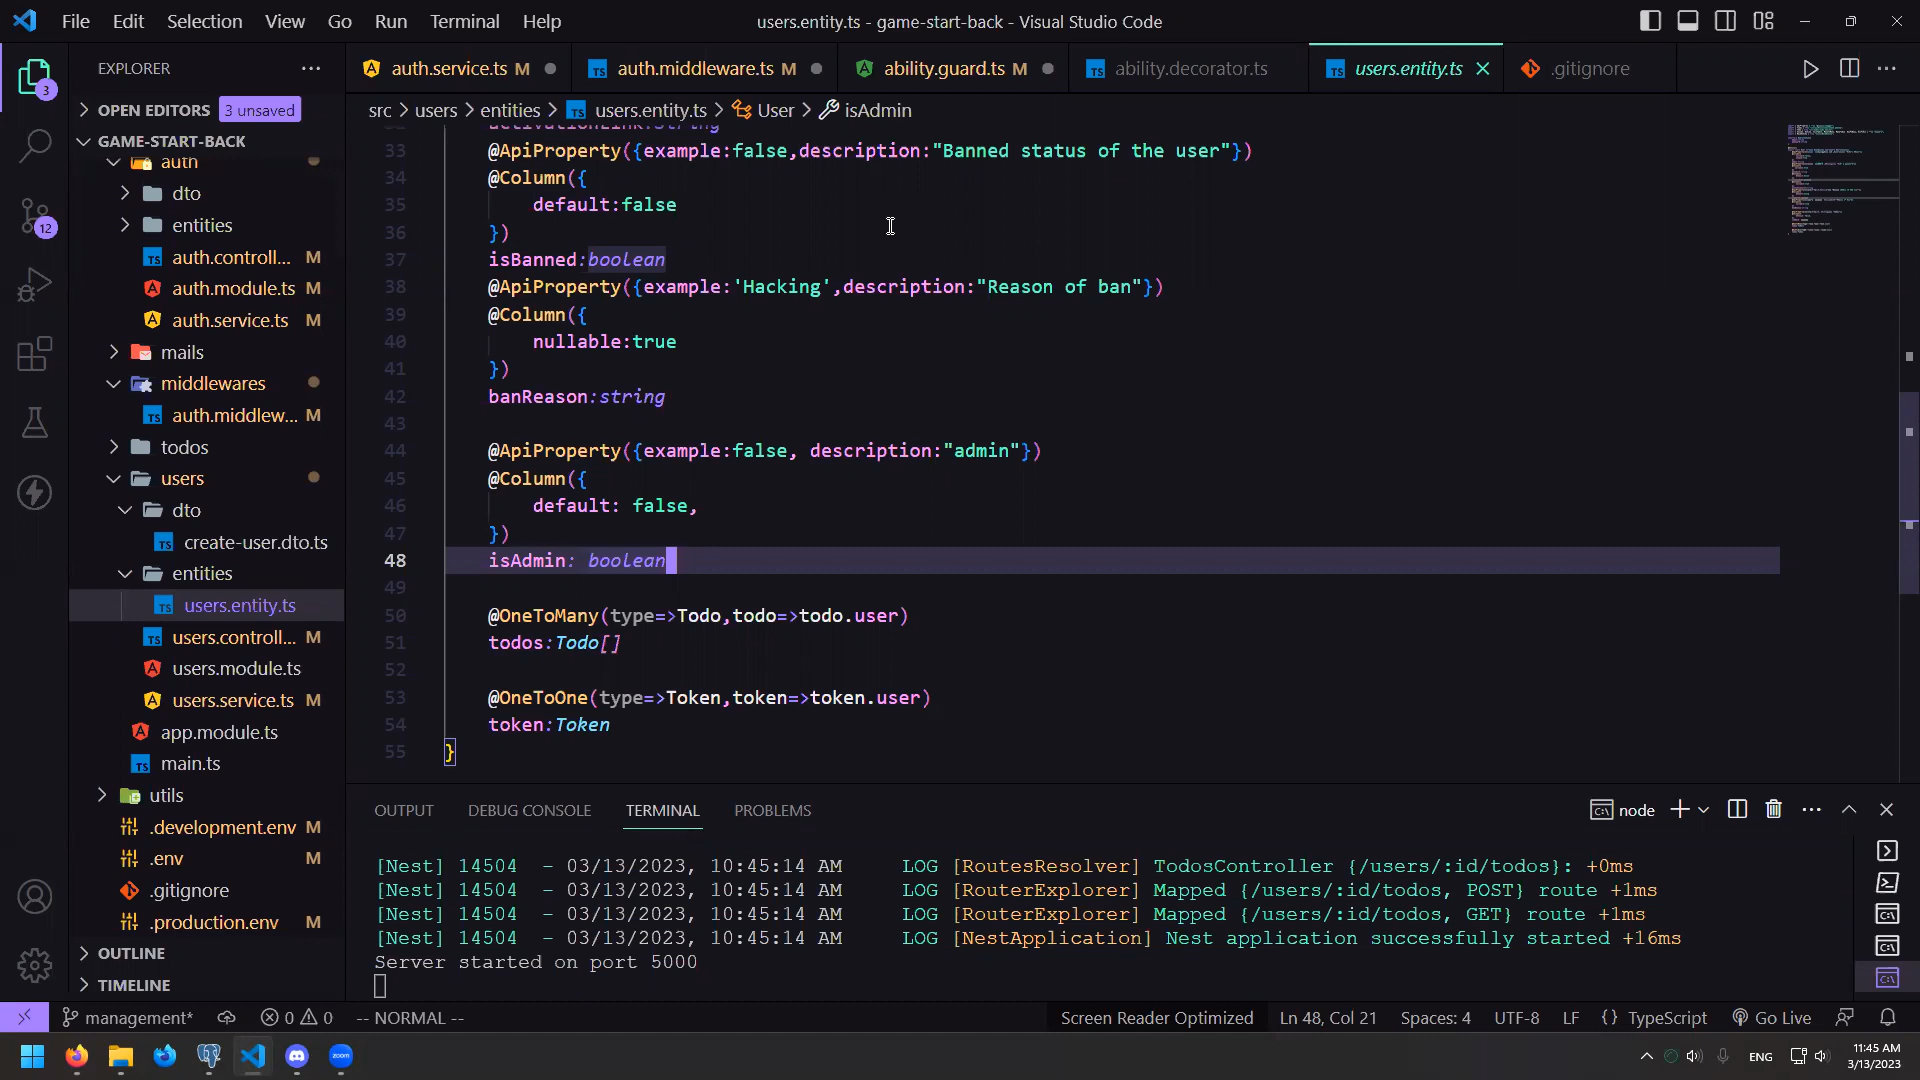 File Edit Selection View Go Run Terminal Help
users.entity.ts - game-start-back - Visual Studio Code
EXPLORER
3
OPEN EDITORS 3 unsaved
GAME-START-BACK
auth
dto
entities
auth.controll... M
auth.module.ts M
auth.service.ts M
mails
middlewares
auth.middlew... M
todos
users
dto
create-user.dto.ts
entities
users.entity.ts
users.controll... M
users.module.ts
users.service.ts M
app.module.ts
main.ts
utils
.development.env M
.env M
.gitignore
.production.env M
OUTLINE
TIMELINE
12
auth.service.ts M
auth.middleware.ts M
ability.guard.ts M
ability.decorator.ts
users.entity.ts
.gitignore
src > users > entities > users.entity.ts > User > isAdmin
activationLink:String
33 @ApiProperty({example:false,description:"Banned status of the user"})
34 @Column({
35 default:false
36 })
37 isBanned:boolean
38 @ApiProperty({example:'Hacking',description:"Reason of ban"})
39 @Column({
40 nullable:true
41 })
42 banReason:string
43
44 @ApiProperty({example:false, description:"admin"})
45 @Column({
46 default: false,
47 })
48 isAdmin: boolean
49
50 @OneToMany(type=>Todo,todo=>todo.user)
51 todos:Todo[]
52
53 @OneToOne(type=>Token,token=>token.user)
54 token:Token
55 }
OUTPUT DEBUG CONSOLE TERMINAL PROBLEMS
node
[Nest] 14504 - 03/13/2023, 10:45:14 AM LOG [RoutesResolver] TodosController {/users/:id/todos}: +0ms
[Nest] 14504 - 03/13/2023, 10:45:14 AM LOG [RouterExplorer] Mapped {/users/:id/todos, POST} route +1ms
[Nest] 14504 - 03/13/2023, 10:45:14 AM LOG [RouterExplorer] Mapped {/users/:id/todos, GET} route +1ms
[Nest] 14504 - 03/13/2023, 10:45:14 AM LOG [NestApplication] Nest application successfully started +16ms
Server started on port 5000
management* 0 0 -- NORMAL --
Screen Reader Optimized Ln 48, Col 21 Spaces: 4 UTF-8 LF {} TypeScript Go Live
zoom
ENG
11:45 AM
3/13/2023